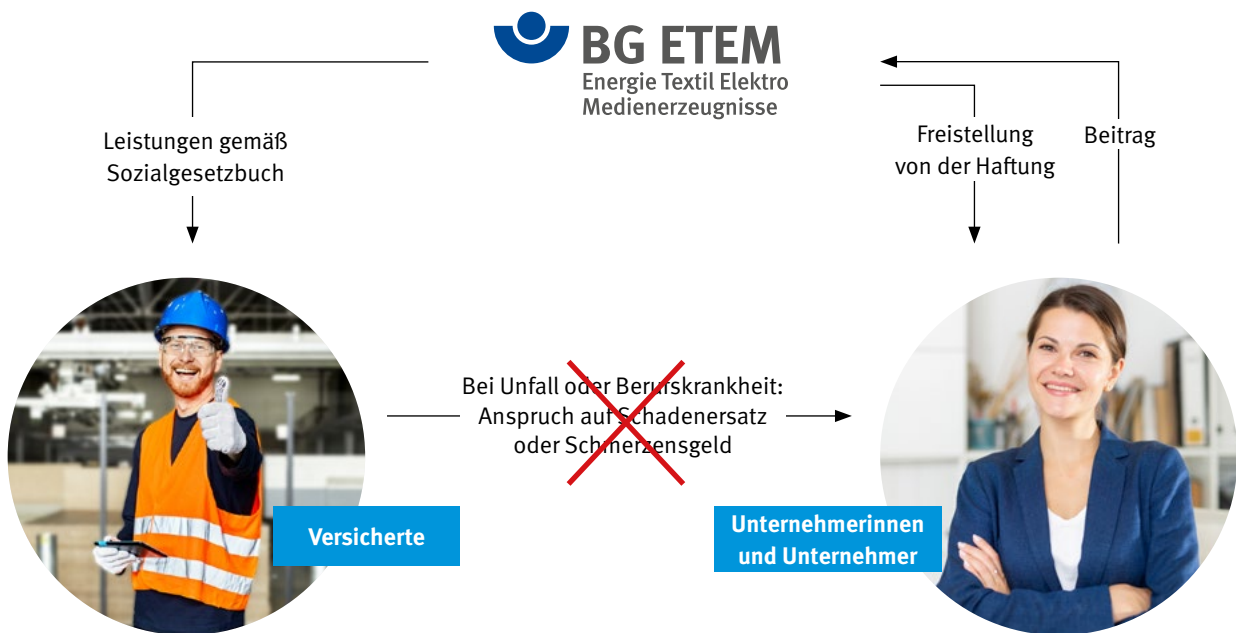 BG ETEM
Energie Textil Elektro
Medienerzeugnisse
Leistungen gemäß
Sozialgesetzbuch
Freistellung
von der Haftung
Beitrag
Bei Unfall oder Berufskrankheit:
Anspruch auf Schadenersatz
oder Schmerzensgeld
Versicherte
Unternehmerinnen
und Unternehmer